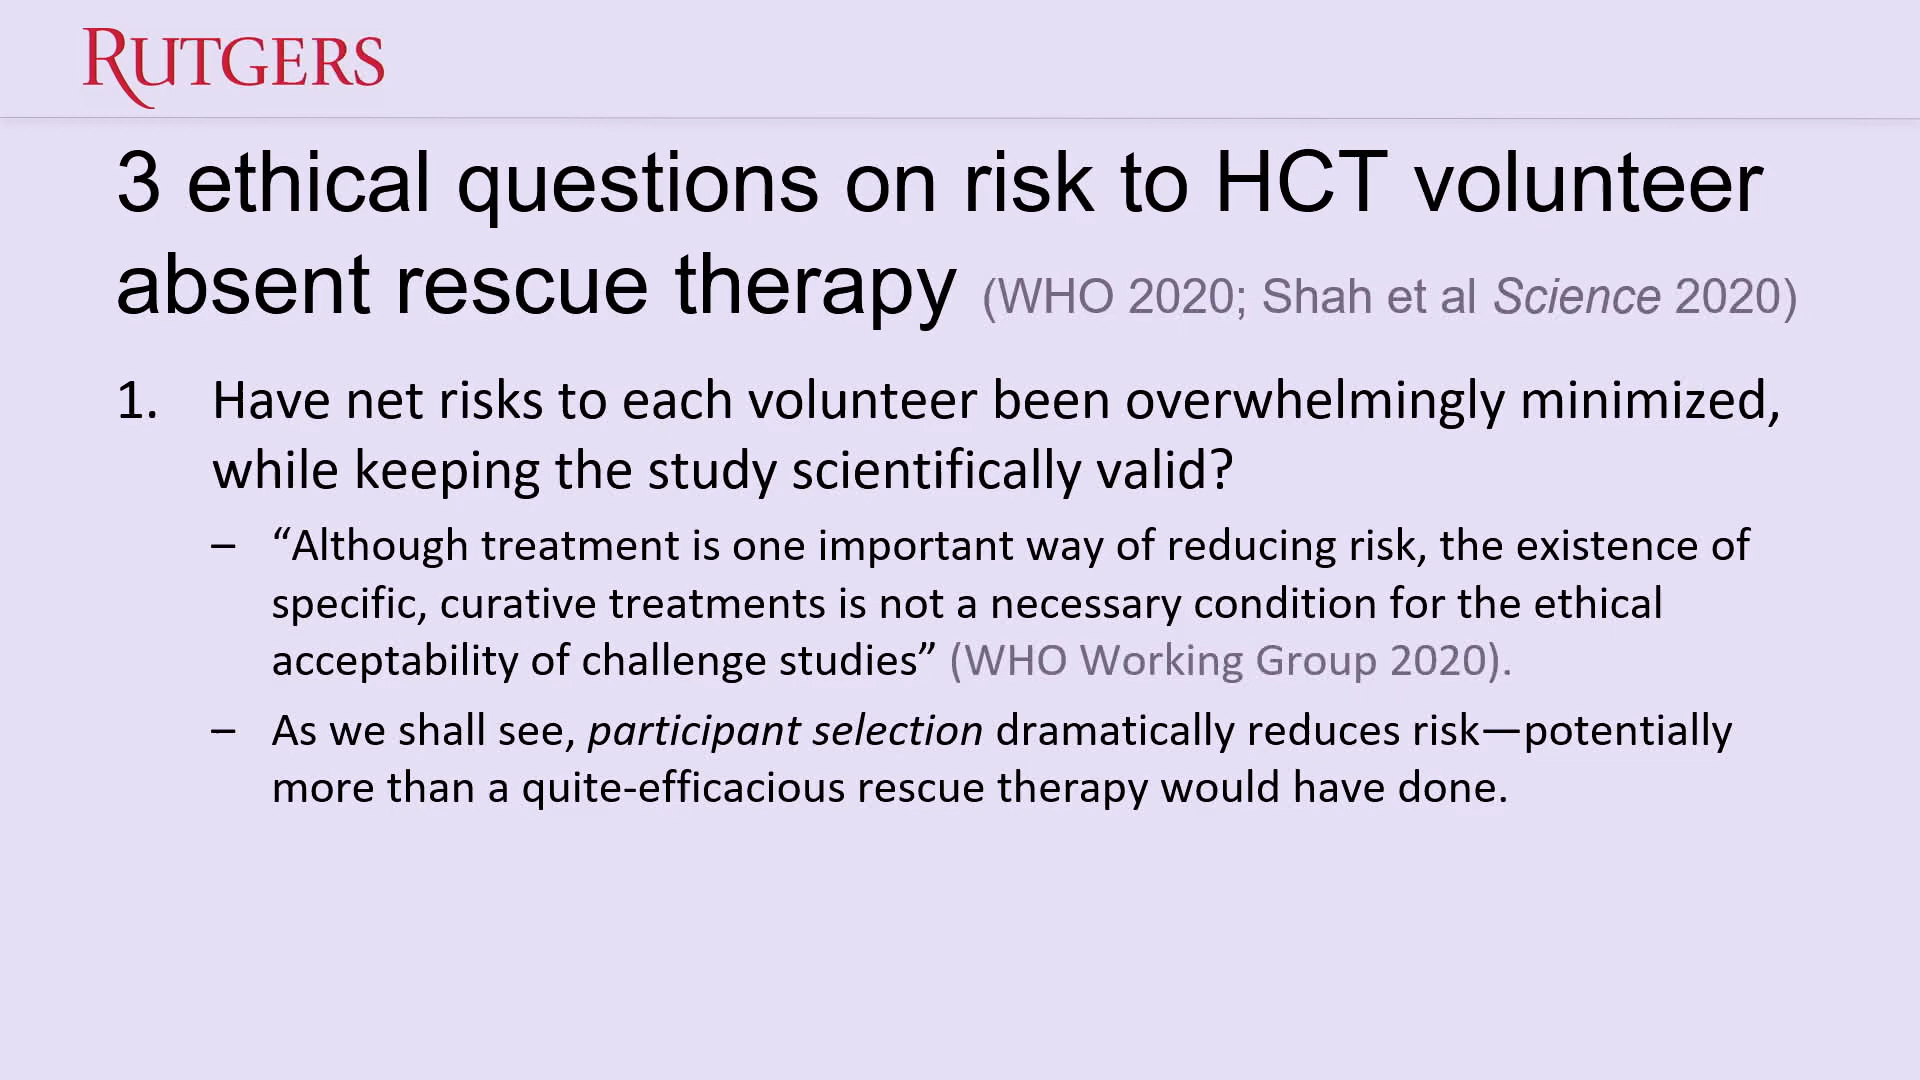 RUTGERS
3 ethical questions on risk to HCT volunteer
absent rescue therapy (WHO 2020; Shah et al Science 2020)
1. Have net risks to each volunteer been overwhelmingly minimized,
while keeping the study scientifically valid?
– “Although treatment is one important way of reducing risk, the existence of
specific, curative treatments is not a necessary condition for the ethical
acceptability of challenge studies” (WHO Working Group 2020).
– As we shall see, participant selection dramatically reduces risk—potentially
more than a quite-efficacious rescue therapy would have done.